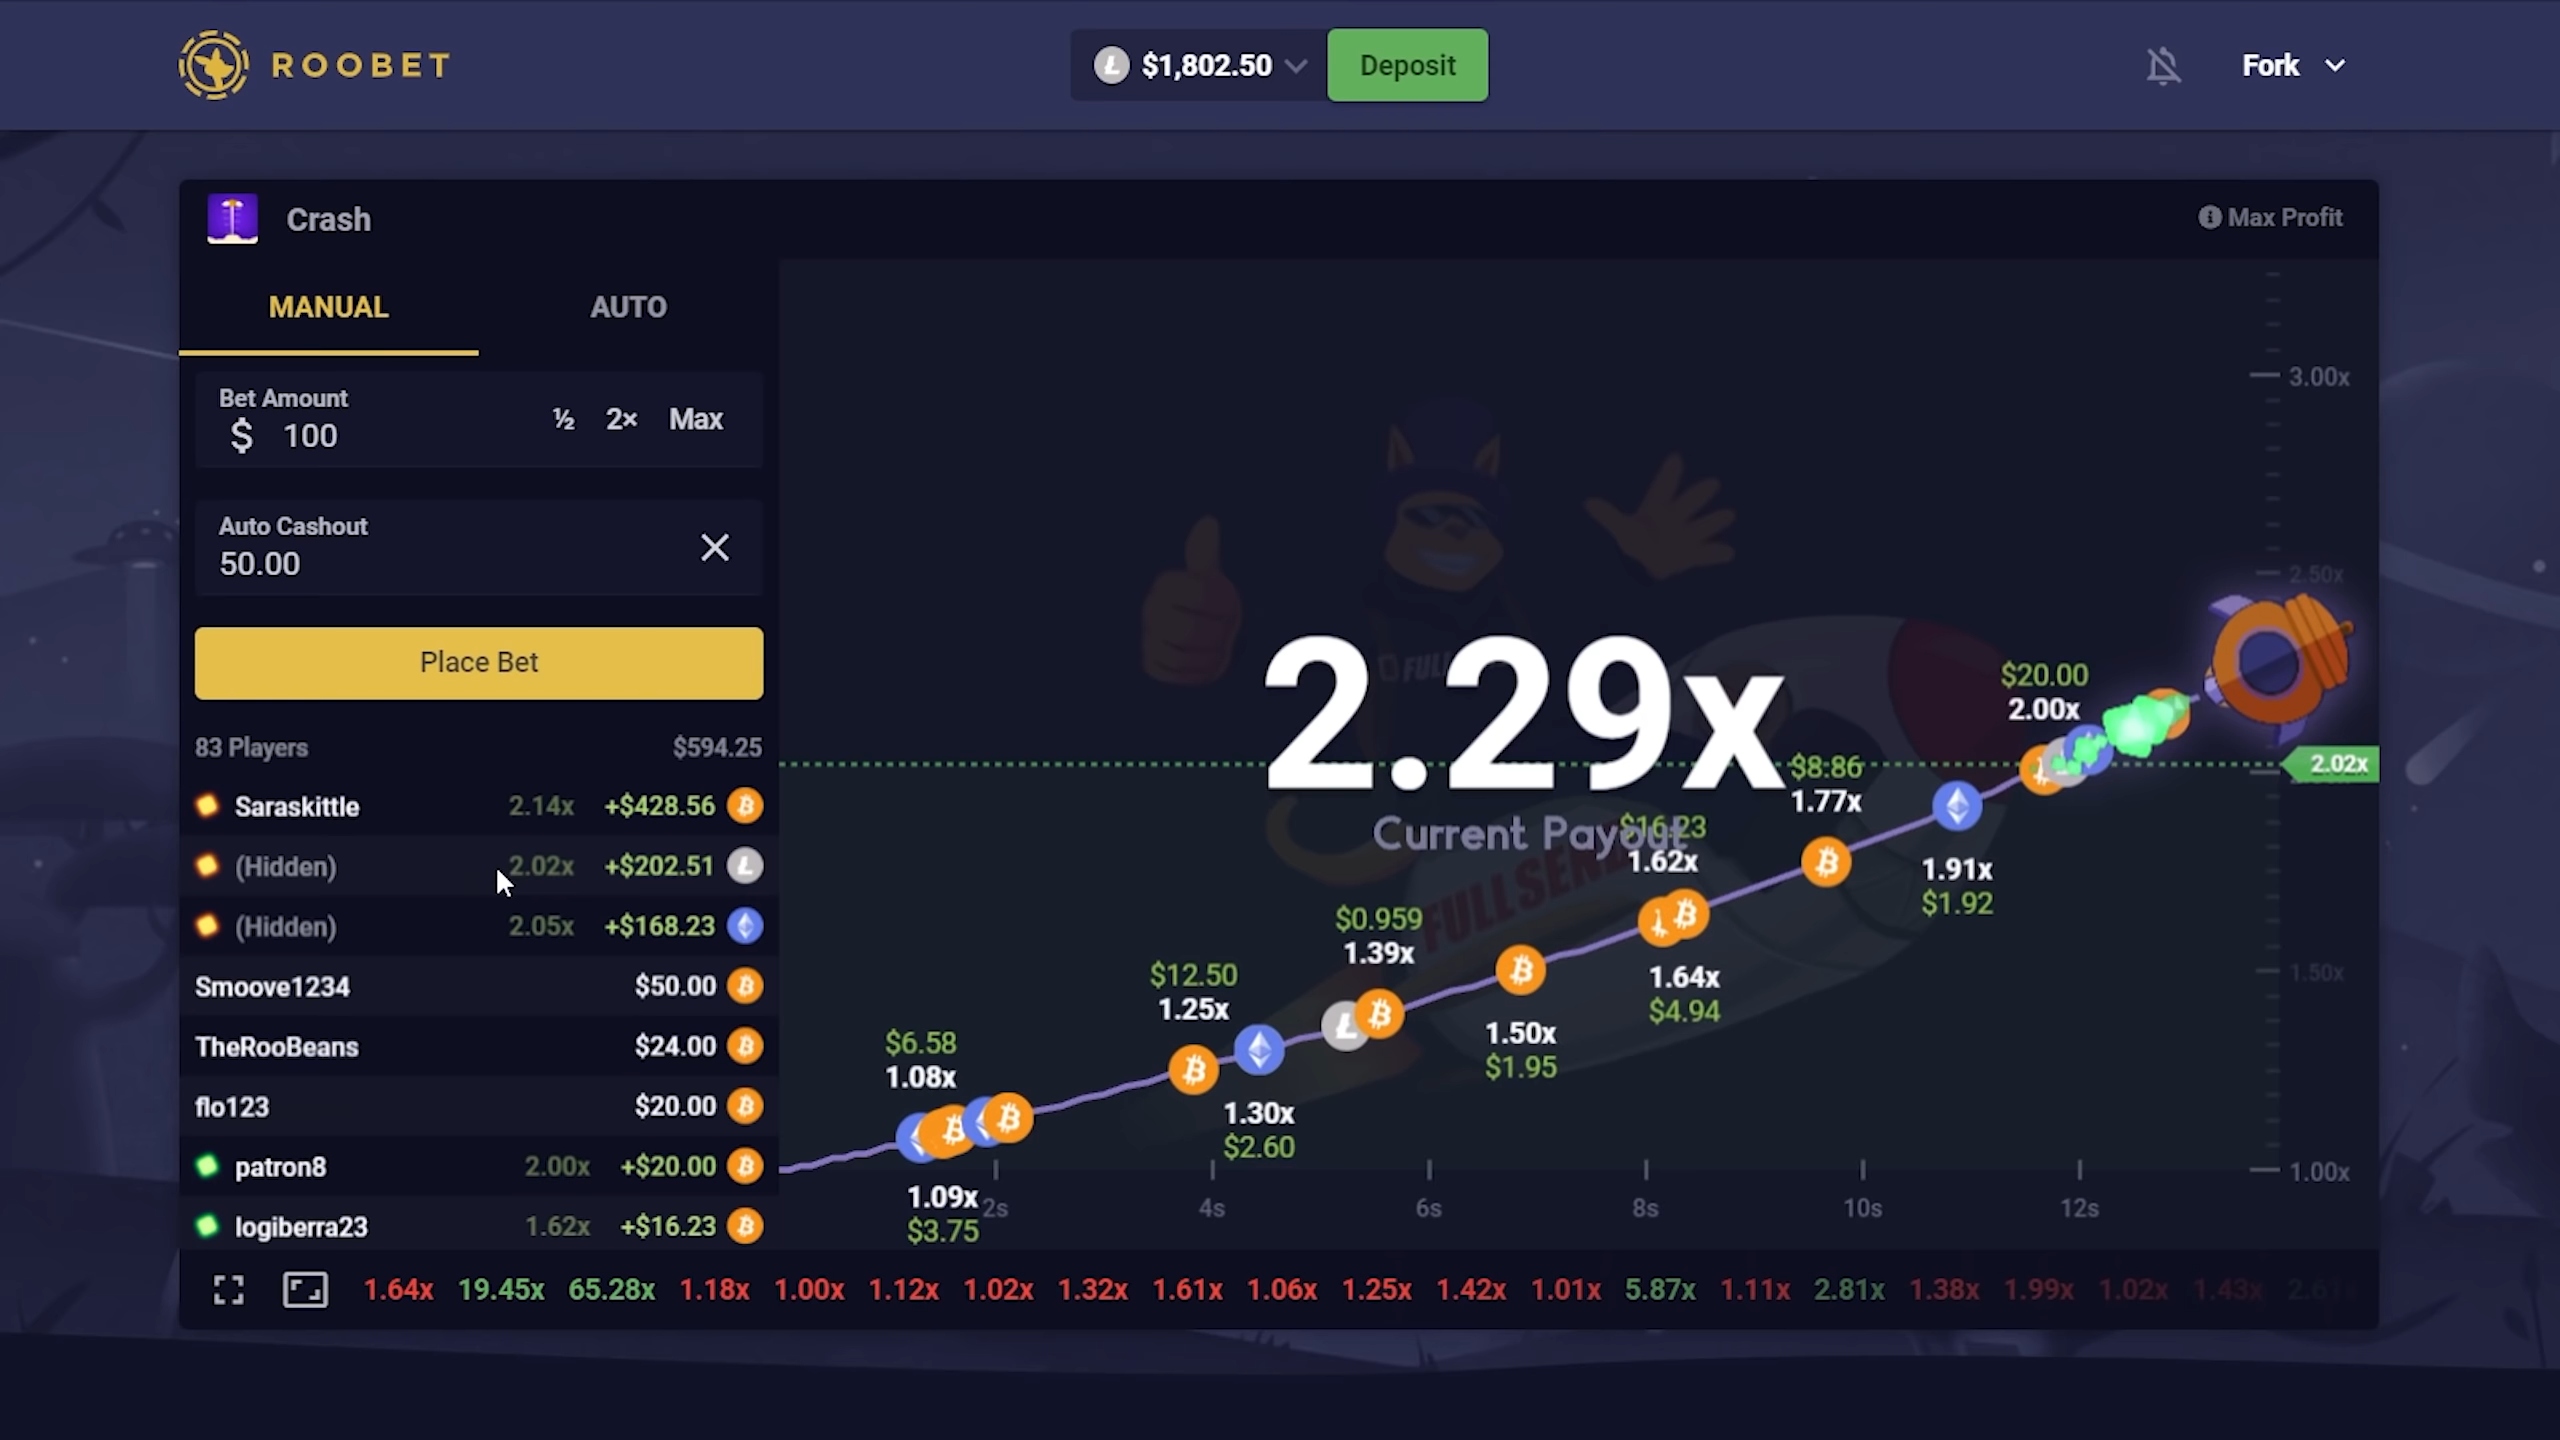 ROOBET
$1,802.50
Deposit
Fork
Crash
Max Profit
MANUAL
AUTO
Bet Amount
$ 100
½ 2× Max
Auto Cashout
50.00
Place Bet
83 Players $594.25
Saraskittle 2.14x +$428.56
(Hidden) 2.02x +$202.51
(Hidden) 2.05x +$168.23
Smoove1234 $50.00
TheRooBeans $24.00
flo123 $20.00
patron8 2.00x +$20.00
logiberra23 1.62x +$16.23
3.00x
2.50x
2.02x
1.50x
1.00x
2.29x
Current Payout
FULL SEND
$20.00
2.00x
$8.86
1.77x
$16.23
1.62x
1.91x
$1.92
$0.959
1.39x
1.64x
$4.94
$12.50
1.25x
1.50x
$1.95
$6.58
1.08x
1.30x
$2.60
1.09x
$3.75
2s 4s 6s 8s 10s 12s
1.64x 19.45x 65.28x 1.18x 1.00x 1.12x 1.02x 1.32x 1.61x 1.06x 1.25x 1.42x 1.01x 5.87x 1.11x 2.81x 1.38x 1.99x 1.02x 1.43x